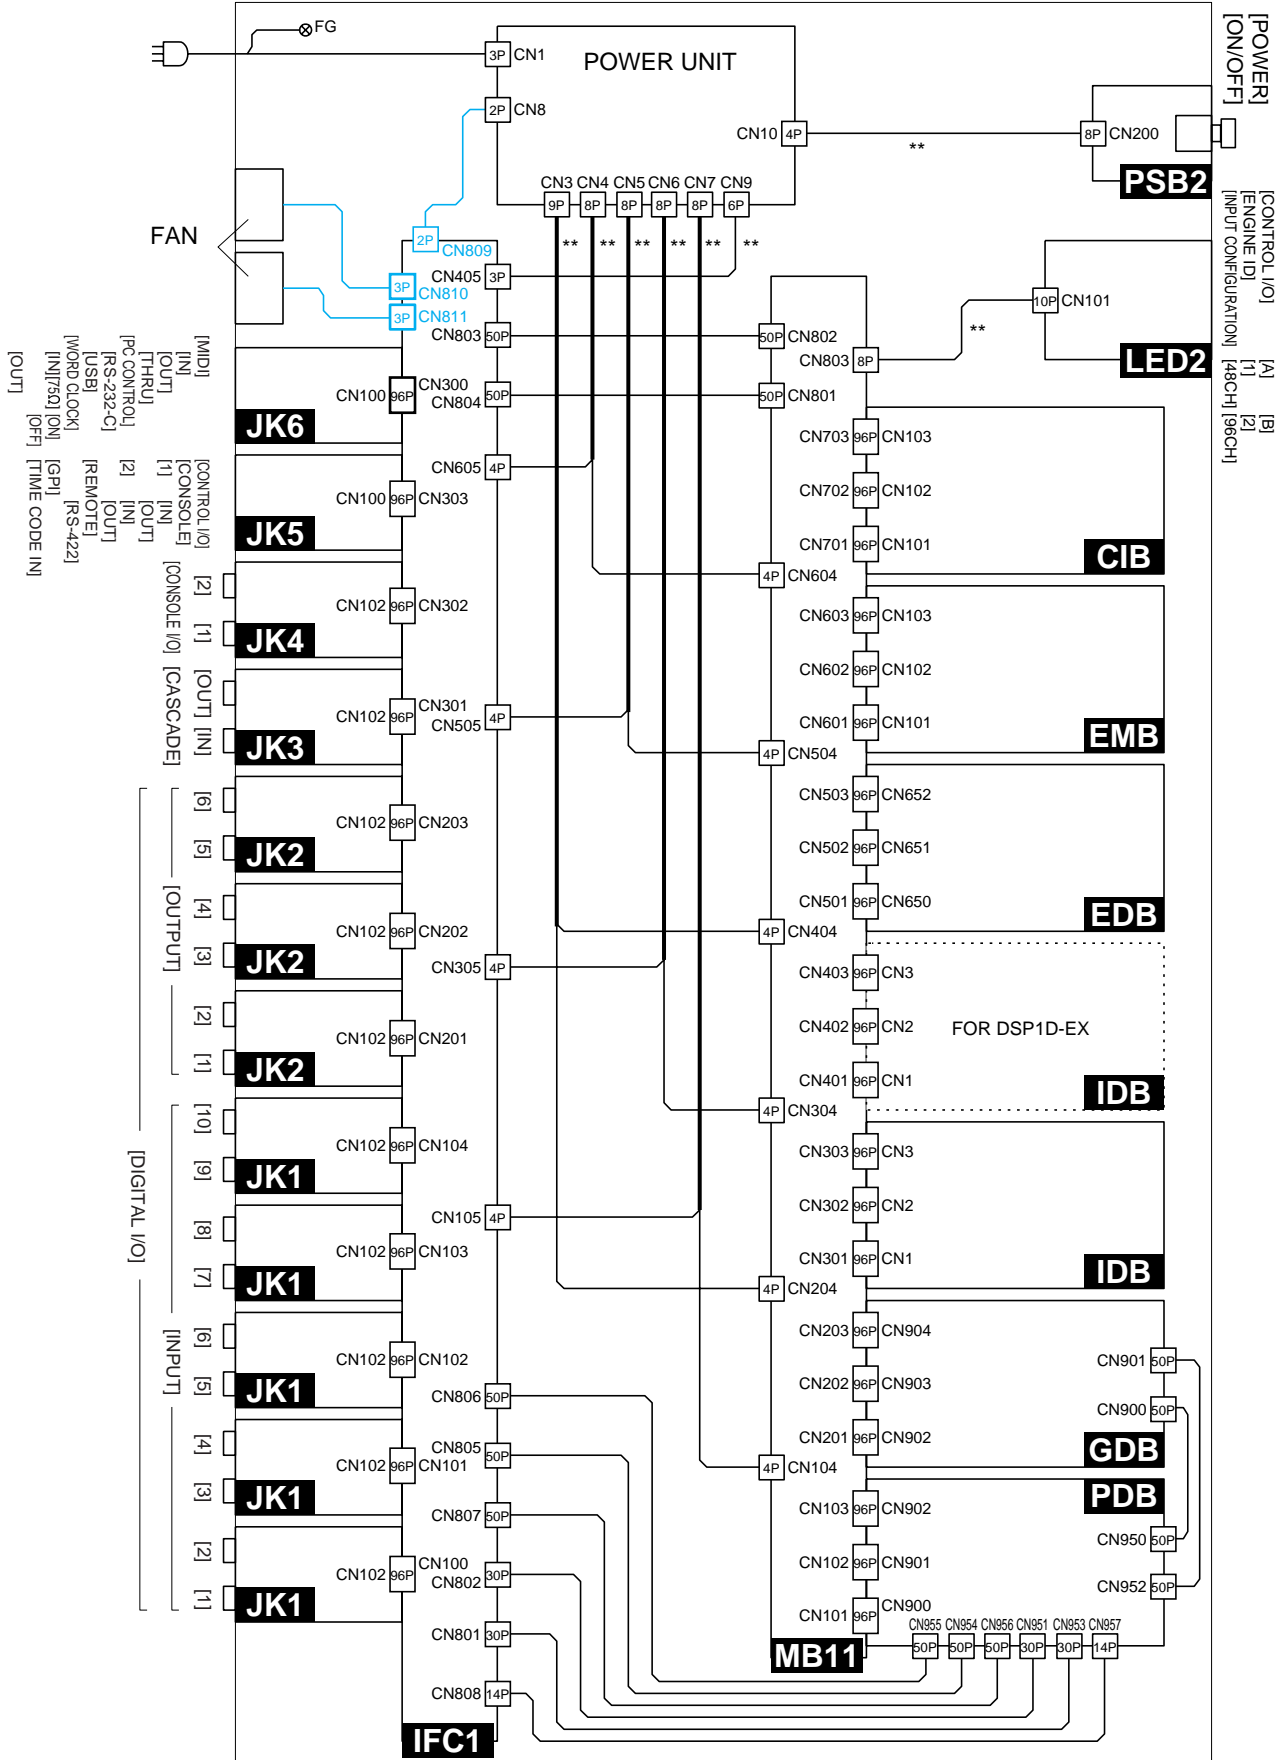 FG
3P CN1
POWER UNIT
2P CN8
CN10 4P
**
8P CN200
[POWER]
[ON/OFF]
PSB2
CN3 CN4 CN5 CN6 CN7 CN9
9P 8P 8P 8P 8P 6P
** ** ** ** ** **
FAN
2P CN809
CN405 3P
3P CN810
3P CN811
CN803 50P
50P CN802
CN803 8P
**
10P CN101
LED2
[CONTROL I/O]
[ENGINE ID]
[INPUT CONFIGURATION]
[A] [B]
[1] [2]
[48CH] [96CH]
[MIDI]
[IN]
[OUT]
[THRU]
[PC CONTROL]
[RS-232-C]
[USB]
[WORD CLOCK]
[IN][75Ω] [ON]
[OFF]
[OUT]
CN100 96P CN300
JK6
CN804 50P
50P CN801
CN703 96P CN103
CN702 96P CN102
CN701 96P CN101
CIB
CN605 4P
[CONTROL I/O]
[CONSOLE]
[1] [IN]
[OUT]
[2] [IN]
[OUT]
[REMOTE]
[RS-422]
[GPI]
[TIME CODE IN]
CN100 96P CN303
JK5
4P CN604
[CONSOLE I/O]
[2]
[1]
CN102 96P CN302
JK4
CN603 96P CN103
CN602 96P CN102
CN601 96P CN101
EMB
[CASCADE]
[OUT]
[IN]
CN102 96P CN301
JK3
CN505 4P
4P CN504
[DIGITAL I/O]
[OUTPUT]
[6]
[5]
CN102 96P CN203
JK2
CN503 96P CN652
CN502 96P CN651
CN501 96P CN650
EDB
[4]
[3]
CN102 96P CN202
JK2
4P CN404
CN305 4P
CN403 96P CN3
CN402 96P CN2
CN401 96P CN1
FOR DSP1D-EX
IDB
[2]
[1]
CN102 96P CN201
JK2
4P CN304
[INPUT]
[10]
[9]
CN102 96P CN104
JK1
CN303 96P CN3
CN302 96P CN2
CN301 96P CN1
IDB
[8]
[7]
CN102 96P CN103
JK1
CN105 4P
4P CN204
[6]
[5]
CN102 96P CN102
JK1
CN203 96P CN904
CN202 96P CN903
CN201 96P CN902
CN901 50P
CN900 50P
GDB
CN806 50P
[4]
[3]
CN102 96P CN101
JK1
CN805 50P
4P CN104
PDB
CN807 50P
CN103 96P CN902
CN102 96P CN901
CN101 96P CN900
CN950 50P
CN952 50P
[2]
[1]
CN102 96P CN100
JK1
CN802 30P
CN801 30P
CN955 CN954 CN956 CN951 CN953 CN957
50P 50P 50P 30P 30P 14P
MB11
CN808 14P
IFC1